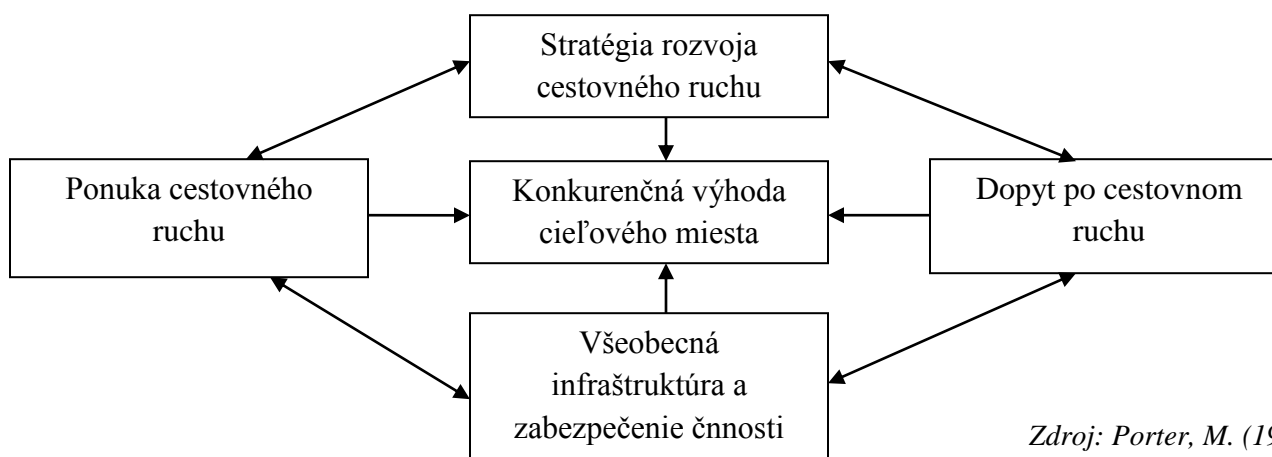 Stratégia rozvoja
cestovného ruchu
Ponuka cestovného
ruchu
Konkurenčná výhoda
cieľového miesta
Dopyt po cestovnom
ruchu
Všeobecná
infraštruktúra a
zabezpečenie čnnosti
Zdroj: Porter, M. (19